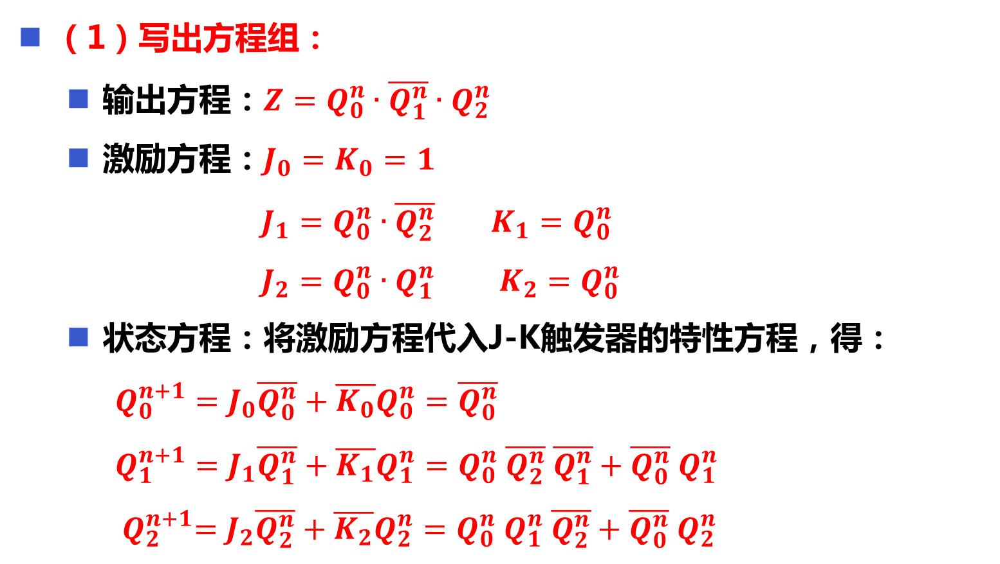 （1）写出方程组：
输出方程：$Z = Q_0^n \cdot \overline{Q_1^n} \cdot Q_2^n$
激励方程：$J_0 = K_0 = 1$
$J_1 = Q_0^n \cdot \overline{Q_2^n}$ $K_1 = Q_0^n$
$J_2 = Q_0^n \cdot Q_1^n$ $K_2 = Q_0^n$
状态方程：将激励方程代入J-K触发器的特性方程，得：
$Q_0^{n+1} = J_0 \overline{Q_0^n} + \overline{K_0} Q_0^n = \overline{Q_0^n}$
$Q_1^{n+1} = J_1 \overline{Q_1^n} + \overline{K_1} Q_1^n = Q_0^n \, \overline{Q_2^n} \, \overline{Q_1^n} + \overline{Q_0^n} \, Q_1^n$
$Q_2^{n+1} = J_2 \overline{Q_2^n} + \overline{K_2} Q_2^n = Q_0^n \, Q_1^n \, \overline{Q_2^n} + \overline{Q_0^n} \, Q_2^n$